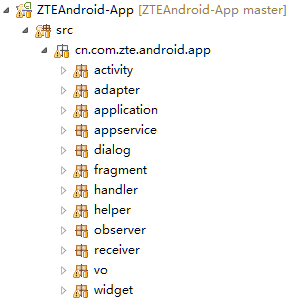 ZTEAndroid-App [ZTEAndroid-App master]
src
cn.com.zte.android.app
activity
adapter
application
appservice
dialog
fragment
handler
helper
observer
receiver
vo
widget